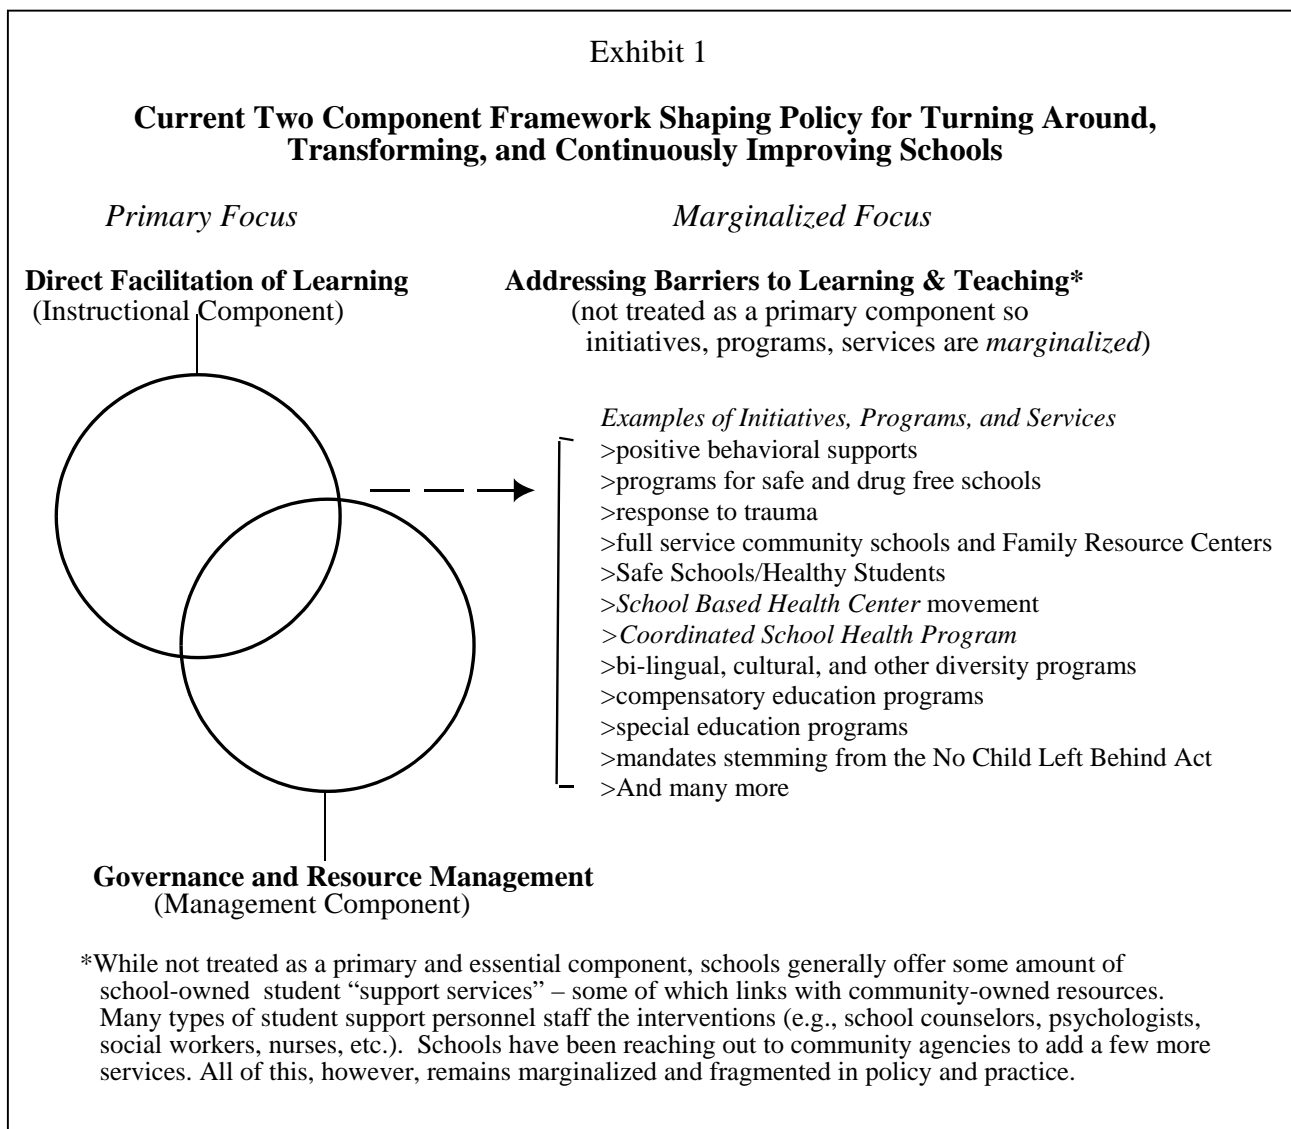 Exhibit 1
Current Two Component Framework Shaping Policy for Turning Around,
Transforming, and Continuously Improving Schools
Primary Focus
Marginalized Focus
Direct Facilitation of Learning
(Instructional Component)
Addressing Barriers to Learning & Teaching*
(not treated as a primary component so
initiatives, programs, services are marginalized)
Examples of Initiatives, Programs, and Services
>positive behavioral supports
>programs for safe and drug free schools
>response to trauma
>full service community schools and Family Resource Centers
>Safe Schools/Healthy Students
>School Based Health Center movement
>Coordinated School Health Program
>bi-lingual, cultural, and other diversity programs
>compensatory education programs
>special education programs
>mandates stemming from the No Child Left Behind Act
>And many more
Governance and Resource Management
(Management Component)
*While not treated as a primary and essential component, schools generally offer some amount of
school-owned student “support services” – some of which links with community-owned resources.
Many types of student support personnel staff the interventions (e.g., school counselors, psychologists,
social workers, nurses, etc.). Schools have been reaching out to community agencies to add a few more
services. All of this, however, remains marginalized and fragmented in policy and practice.